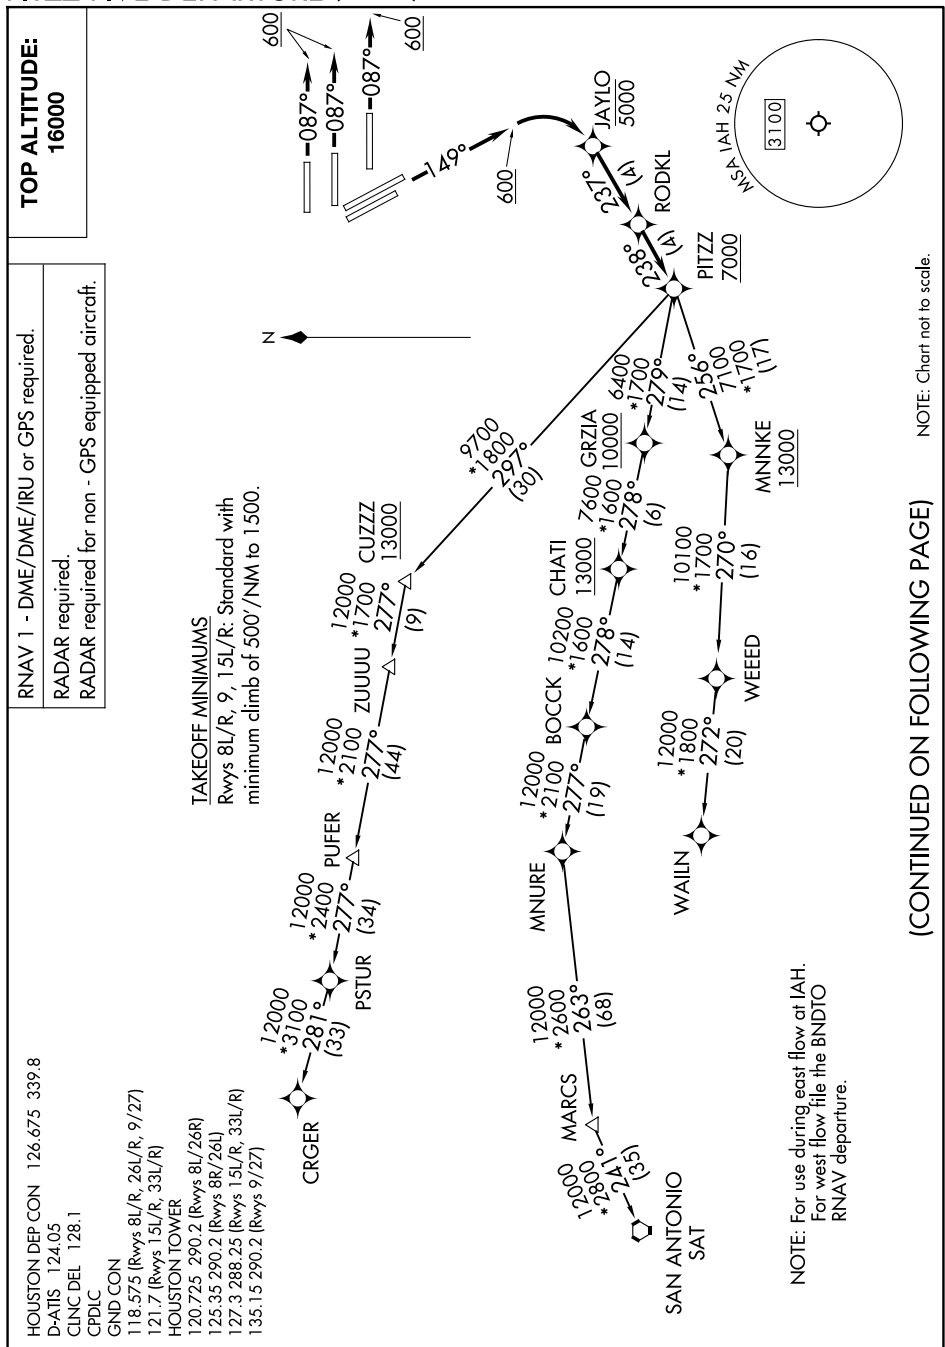 TOP ALTITUDE:
16000
RNAV 1 - DME/DME/IRU or GPS required.
RADAR required.
RADAR required for non - GPS equipped aircraft.
HOUSTON DEP CON 126.675 339.8
D-ATIS 124.05
CLNC DEL 128.1
CPDLC
GND CON
118.575 (Rwys 8L/R, 26L/R, 9/27)
121.7 (Rwys 15L/R, 33L/R)
HOUSTON TOWER
120.725 290.2 (Rwys 8L/26R)
125.35 290.2 (Rwys 8R/26L)
127.3 288.25 (Rwys 15L/R, 33L/R)
135.15 290.2 (Rwys 9/27)
TAKEOFF MINIMUMS
Rwys 8L/R, 9, 15L/R: Standard with
minimum climb of 500'/NM to 1500.
N
600
600
087°
087°
087°
149°
600
JAYLO
5000
237°
(4)
RODKL
238°
(4)
PITZZ
7000
MSA IAH 25 NM
3100
9700
*1800
297°
(30)
CUZZZ
13000
12000
*1700
277°
(9)
ZUUUU
12000
*2100
277°
(44)
PUFER
12000
*2400
277°
(34)
PSTUR
12000
*3100
281°
(33)
CRGER
6400
*1700
279°
(14)
GRZIA
10000
7600
*1600
278°
(6)
CHATI
13000
10200
*1600
278°
(14)
BOCCK
12000
*2100
277°
(19)
MNURE
12000
*2600
263°
(68)
MARCS
12000
*2800
241°
(35)
SAN ANTONIO
SAT
256°
7100
*1700
(17)
MNNKE
13000
10100
*1700
270°
(16)
WEEED
12000
*1800
272°
(20)
WAILN
NOTE: For use during east flow at IAH.
For west flow file the BNDTO
RNAV departure.
NOTE: Chart not to scale.
(CONTINUED ON FOLLOWING PAGE)